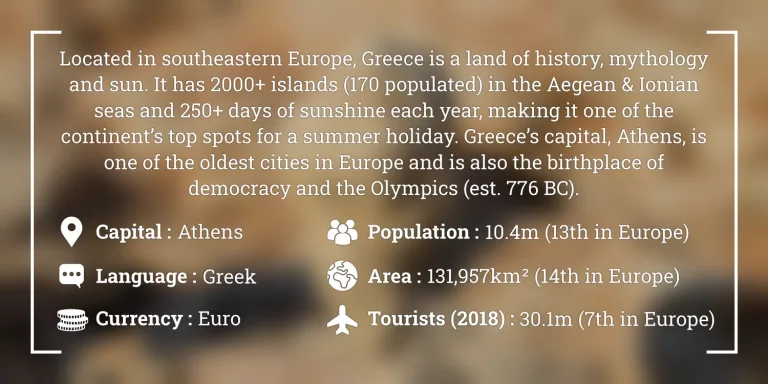 Located in southeastern Europe, Greece is a land of history, mythology
and sun. It has 2000+ islands (170 populated) in the Aegean & Ionian
seas and 250+ days of sunshine each year, making it one of the
continent’s top spots for a summer holiday. Greece’s capital, Athens, is
one of the oldest cities in Europe and is also the birthplace of
democracy and the Olympics (est. 776 BC).
Capital : Athens
Population : 10.4m (13th in Europe)
Language : Greek
Area : 131,957km² (14th in Europe)
Currency : Euro
Tourists (2018) : 30.1m (7th in Europe)